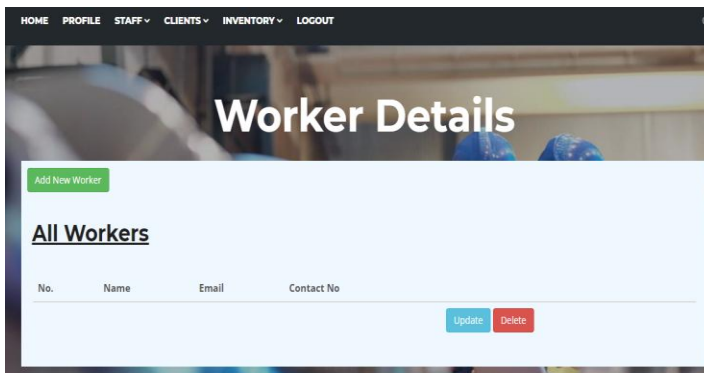 HOME PROFILE STAFF CLIENTS INVENTORY LOGOUT
Worker Details
Add New Worker
All Workers
No. Name Email Contact No
Update Delete